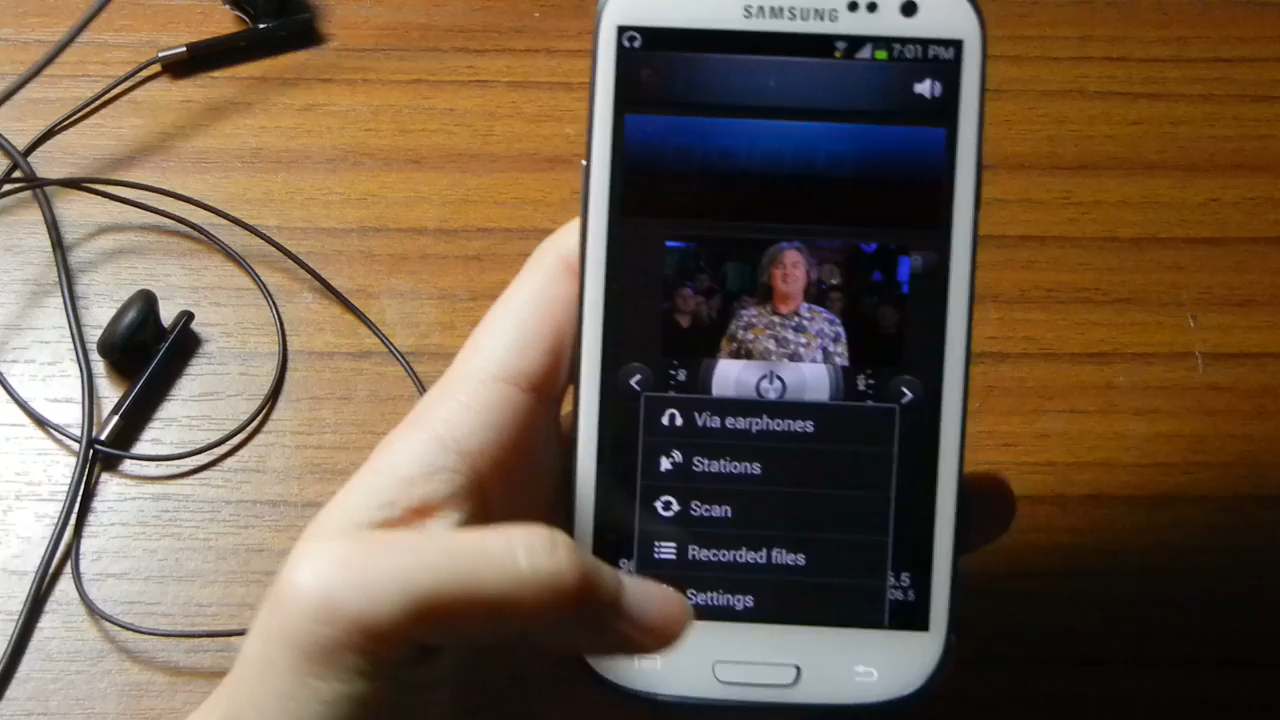 SAMSUNG
7:01 PM
Via earphones
Stations
Scan
Recorded files
Settings